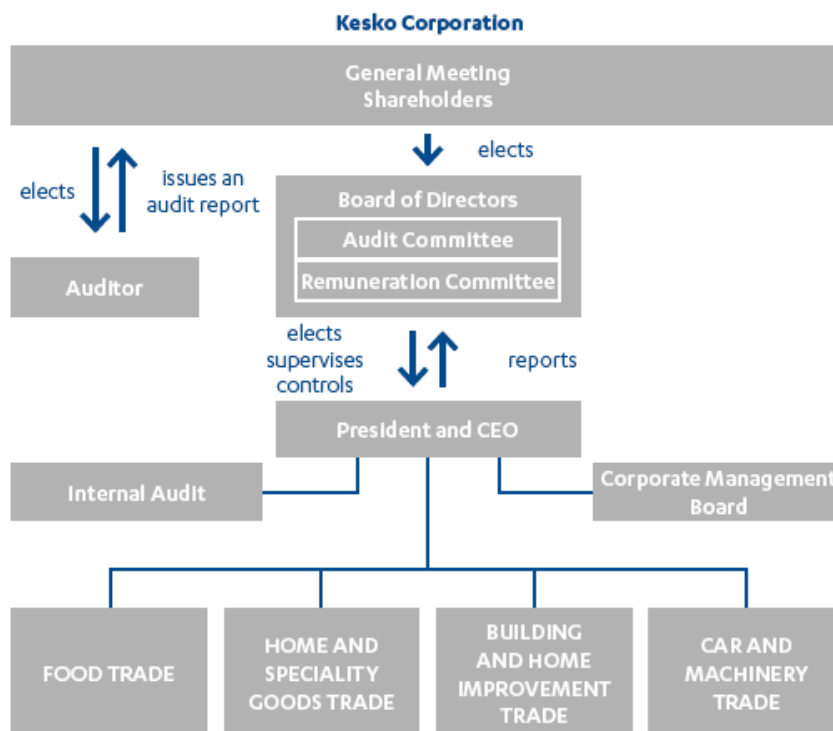 Kesko Corporation
General Meeting
Shareholders
elects
issues an
audit report
elects
Auditor
Board of Directors
Audit Committee
Remuneration Committee
elects
supervises
controls
reports
President and CEO
Internal Audit
Corporate Management
Board
FOOD TRADE
HOME AND
SPECIALITY
GOODS TRADE
BUILDING
AND HOME
IMPROVEMENT
TRADE
CAR AND
MACHINERY
TRADE